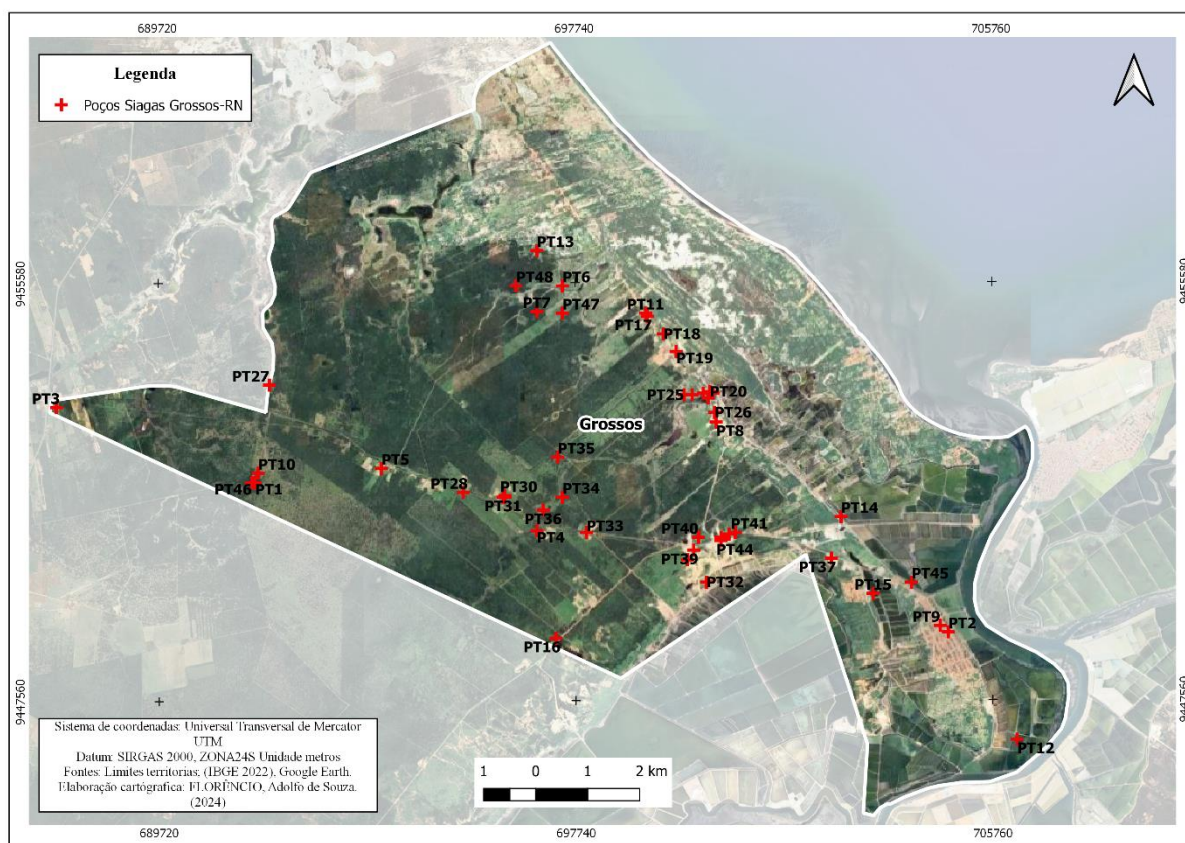 689720 697740 705760
Legenda
Poços Siagas Grossos-RN
PT13
9455580 9455580
PT48 PT6
PT7 PT47 PT11
PT17 PT18
PT19
PT27
PT25 PT20
PT3
PT26
Grossos
PT8
PT35
PT10 PT5
PT46 PT1
PT28 PT30 PT34
PT31
PT36 PT14
PT4 PT33 PT40 PT41
PT44
PT39 PT37
PT32 PT45
PT15
PT9 PT2
PT16
9447560 9447560
Sistema de coordenadas: Universal Transversal de Mercator
UTM
Datum: SIRGAS 2000, ZONA24S Unidade metros
Fontes: Limites territorias: (IBGE 2022), Google Earth.
Elaboração cartógrafica: FLORÊNCIO, Adolfo de Souza.
(2024)
PT12
1 0 1 2 km
689720 697740 705760